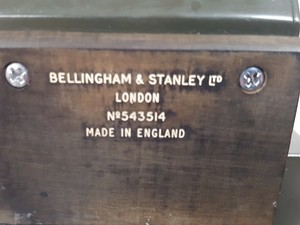 BELLINGHAM & STANLEY LTD
LONDON
No543514
MADE IN ENGLAND